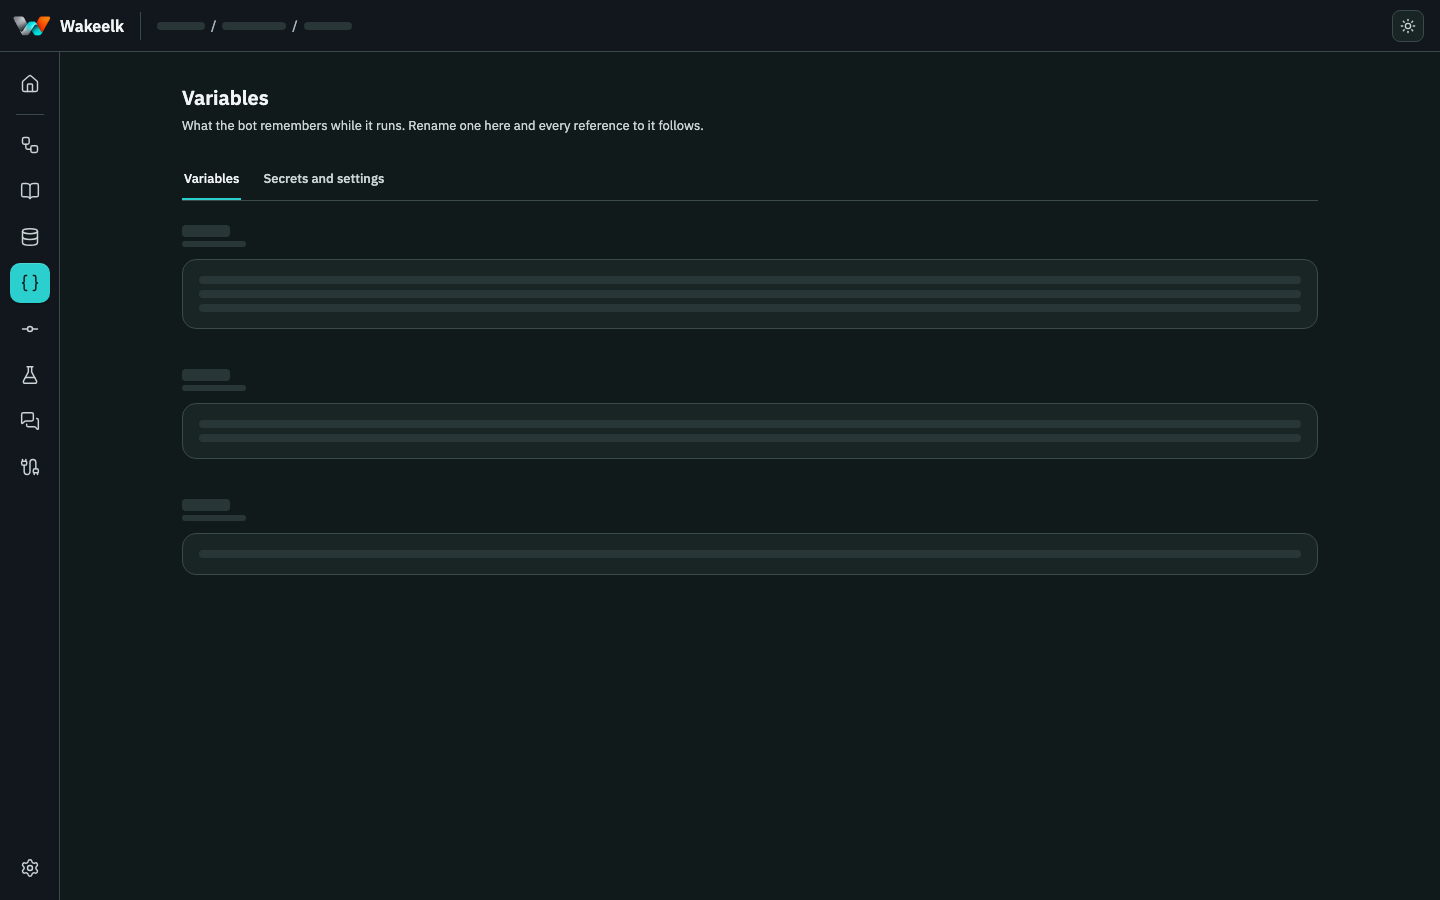 Wakeelk / /
Variables
What the bot remembers while it runs. Rename one here and every reference to it follows.
Variables Secrets and settings